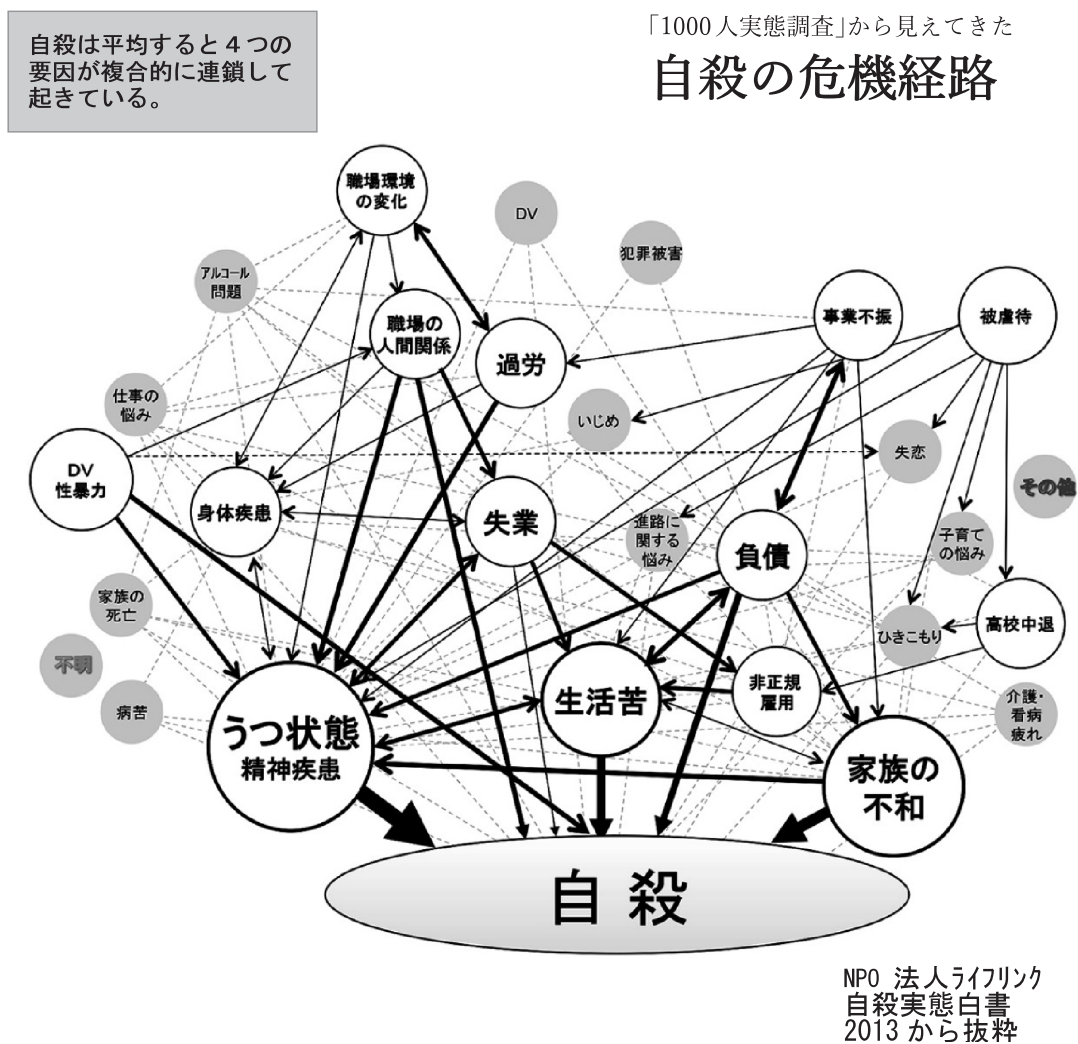 自殺は平均すると４つの
要因が複合的に連鎖して
起きている。
「1000人実態調査」から見えてきた
自殺の危機経路
職場環境
の変化
DV
犯罪被害
アルコール
問題
職場の
人間関係
過労
事業不振
被虐待
仕事の
悩み
いじめ
失恋
DV
性暴力
その他
身体疾患
失業
進路に
関する
悩み
負債
子育て
の悩み
家族の
死亡
ひきこもり
高校中退
不明
病苦
うつ状態
精神疾患
生活苦
非正規
雇用
介護・
看病
疲れ
家族の
不和
自殺
NPO 法人ライフリンク
自殺実態白書
2013から抜粋